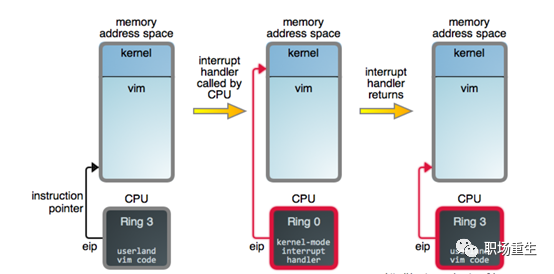 memory
address space
kernel
vim
instruction
pointer
CPU
Ring 3
eip
userland
vim code
interrupt
handler
called by
CPU
memory
address space
kernel
vim
CPU
Ring 0
eip
kernel-mode
interrupt
handler
interrupt
handler
returns
memory
address space
kernel
vim
CPU
Ring 3
eip
userland
vim code
职场重生